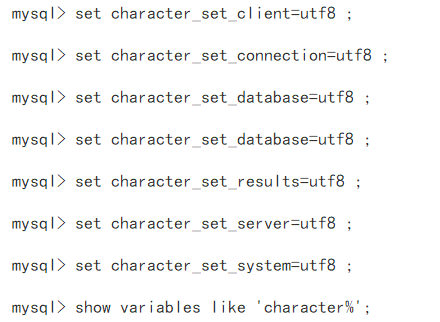 mysql> set character_set_client=utf8 ;
mysql> set character_set_connection=utf8 ;
mysql> set character_set_database=utf8 ;
mysql> set character_set_database=utf8 ;
mysql> set character_set_results=utf8 ;
mysql> set character_set_server=utf8 ;
mysql> set character_set_system=utf8 ;
mysql> show variables like 'character%';